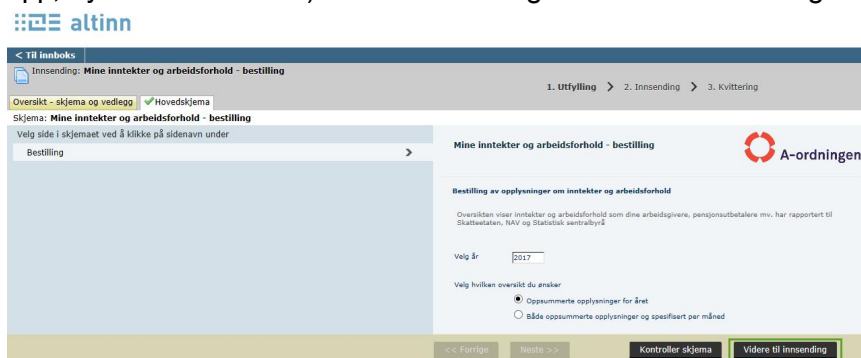 altinn
< Til innboks
Innsending: Mine inntekter og arbeidsforhold - bestilling
1. Utfylling > 2. Innsending > 3. Kvittering
Oversikt - skjema og vedlegg Hovedskjema
Skjema: Mine inntekter og arbeidsforhold - bestilling
Velg side i skjemaet ved å klikke på sidenavn under
Bestilling >
Mine inntekter og arbeidsforhold - bestilling
A-ordningen
Bestilling av opplysninger om inntekter og arbeidsforhold
Oversikten viser inntekter og arbeidsforhold som dine arbeidsgivere, pensjonsutbetalere mv. har rapportert til
Skatteetaten, NAV og Statistisk sentralbyrå
Velg år 2017
Velg hvilken oversikt du ønsker
Oppsummerte opplysninger for året
Både oppsummerte opplysninger og spesifisert per måned
<< Forrige Neste >> Kontroller skjema Videre til innsending